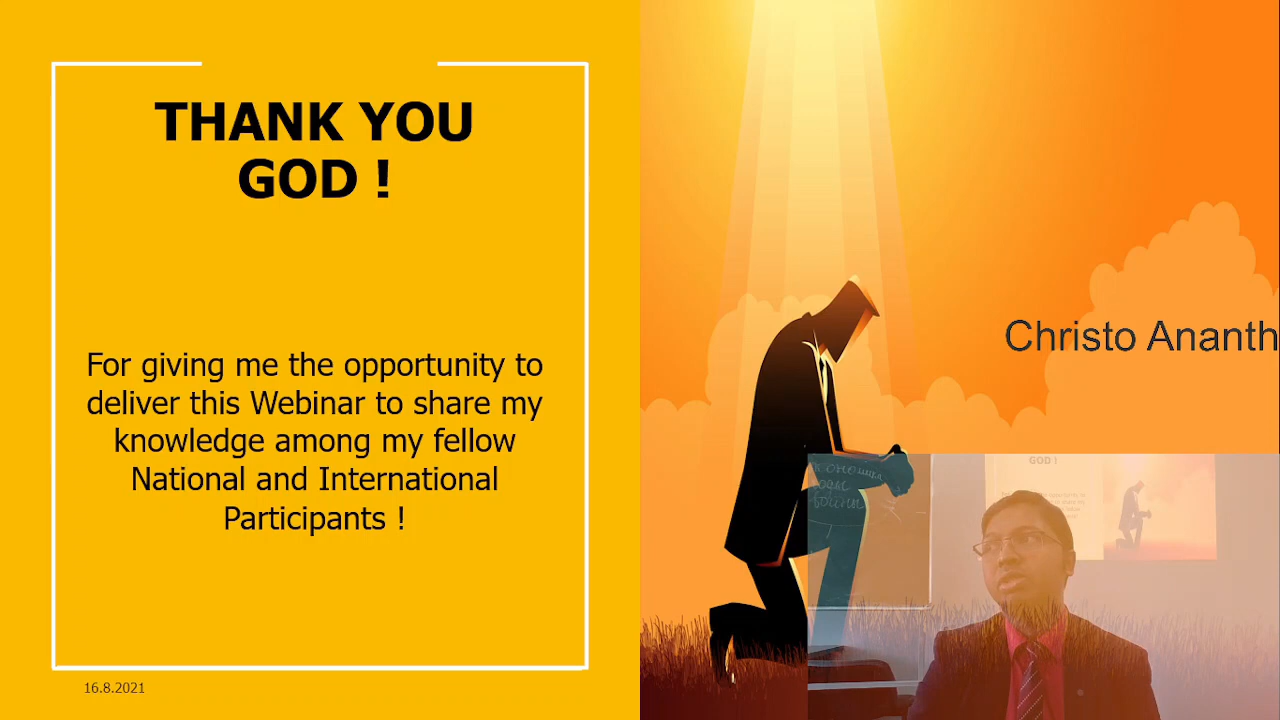 THANK YOU
GOD !
For giving me the opportunity to
deliver this Webinar to share my
knowledge among my fellow
National and International
Participants !
16.8.2021
Christo Ananth
GOD !